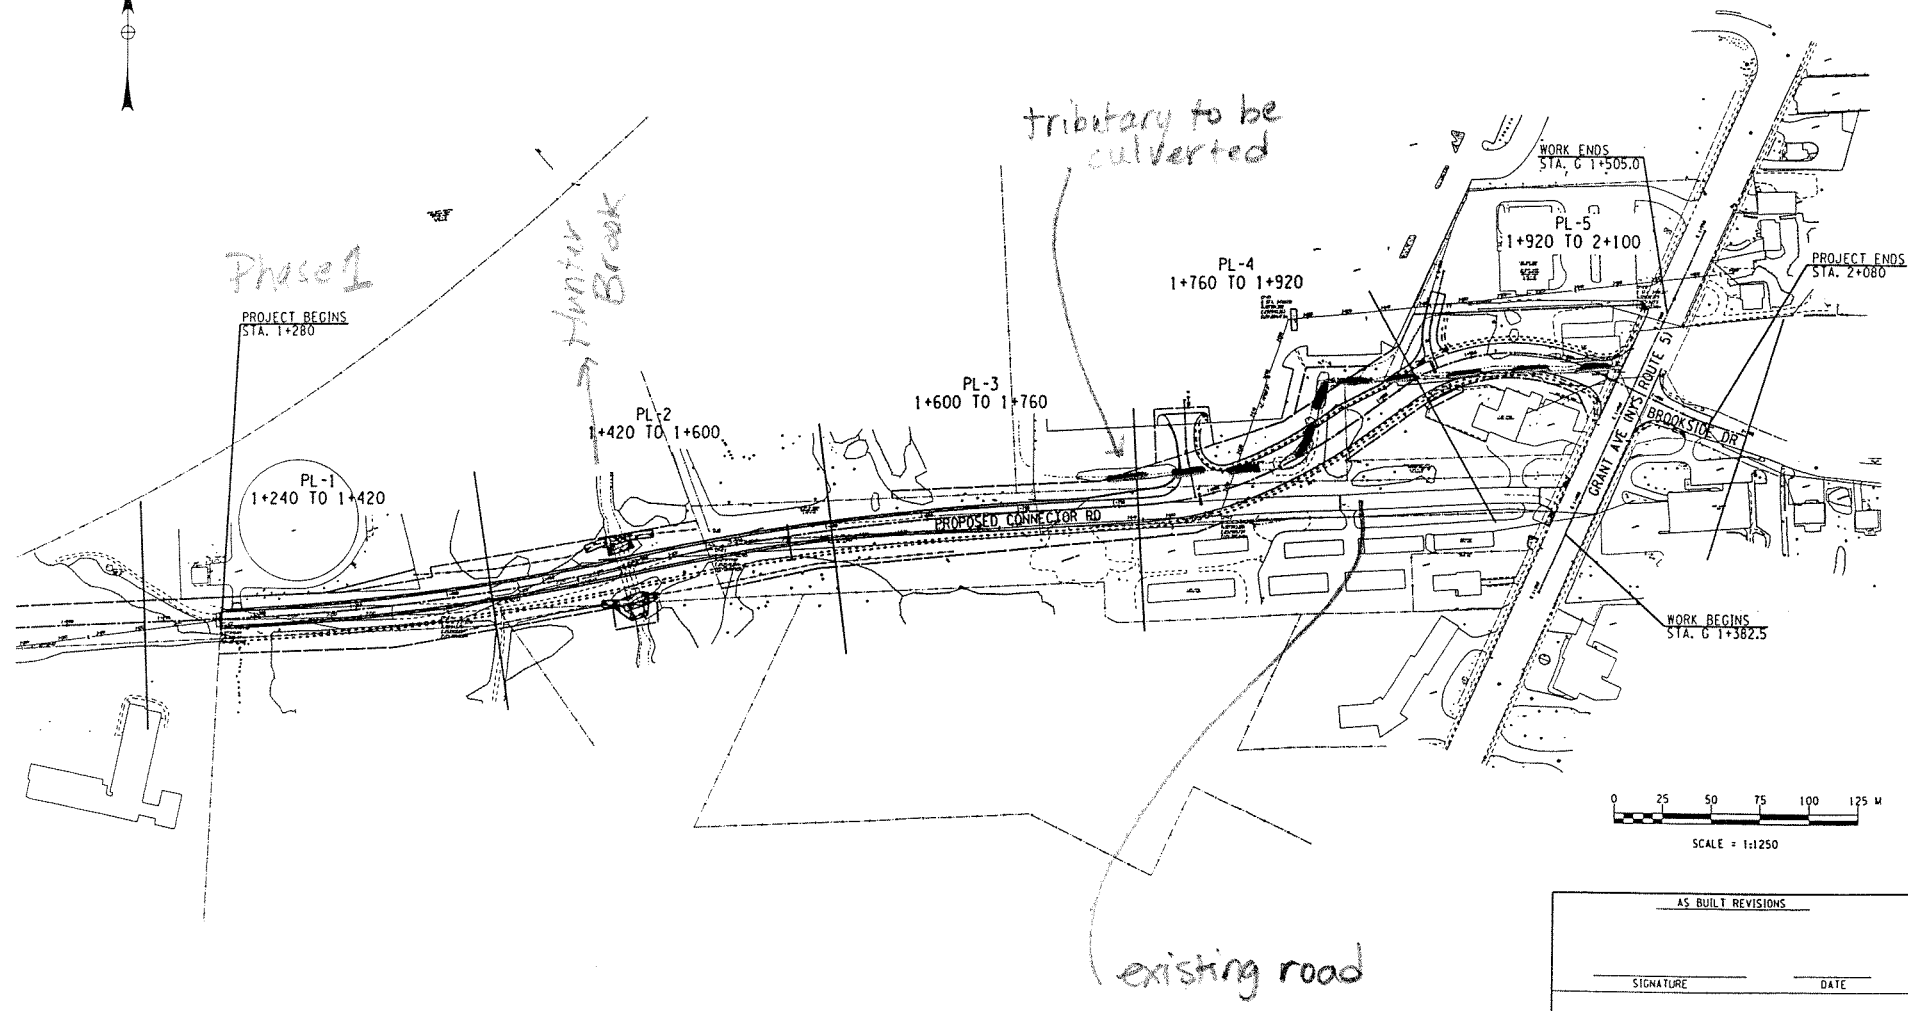 tributary to be
culverted
WORK ENDS
STA. G 1+505.0
PL-5
1+920 TO 2+100
Hunter
Brook
Phase 1
PL-4
1+760 TO 1+920
PROJECT ENDS
STA. 2+080
PROJECT BEGINS
STA. 1+280
PL-3
1+600 TO 1+760
PL-2
1+420 TO 1+600
GRANT AVE (NYS ROUTE 5)
BROOKSIDE DR
PL-1
1+240 TO 1+420
PROPOSED CONNECTOR RD
WORK BEGINS
STA. G 1+382.5
0 25 50 75 100 125 M
SCALE = 1:1250
existing road
AS BUILT REVISIONS
SIGNATURE DATE